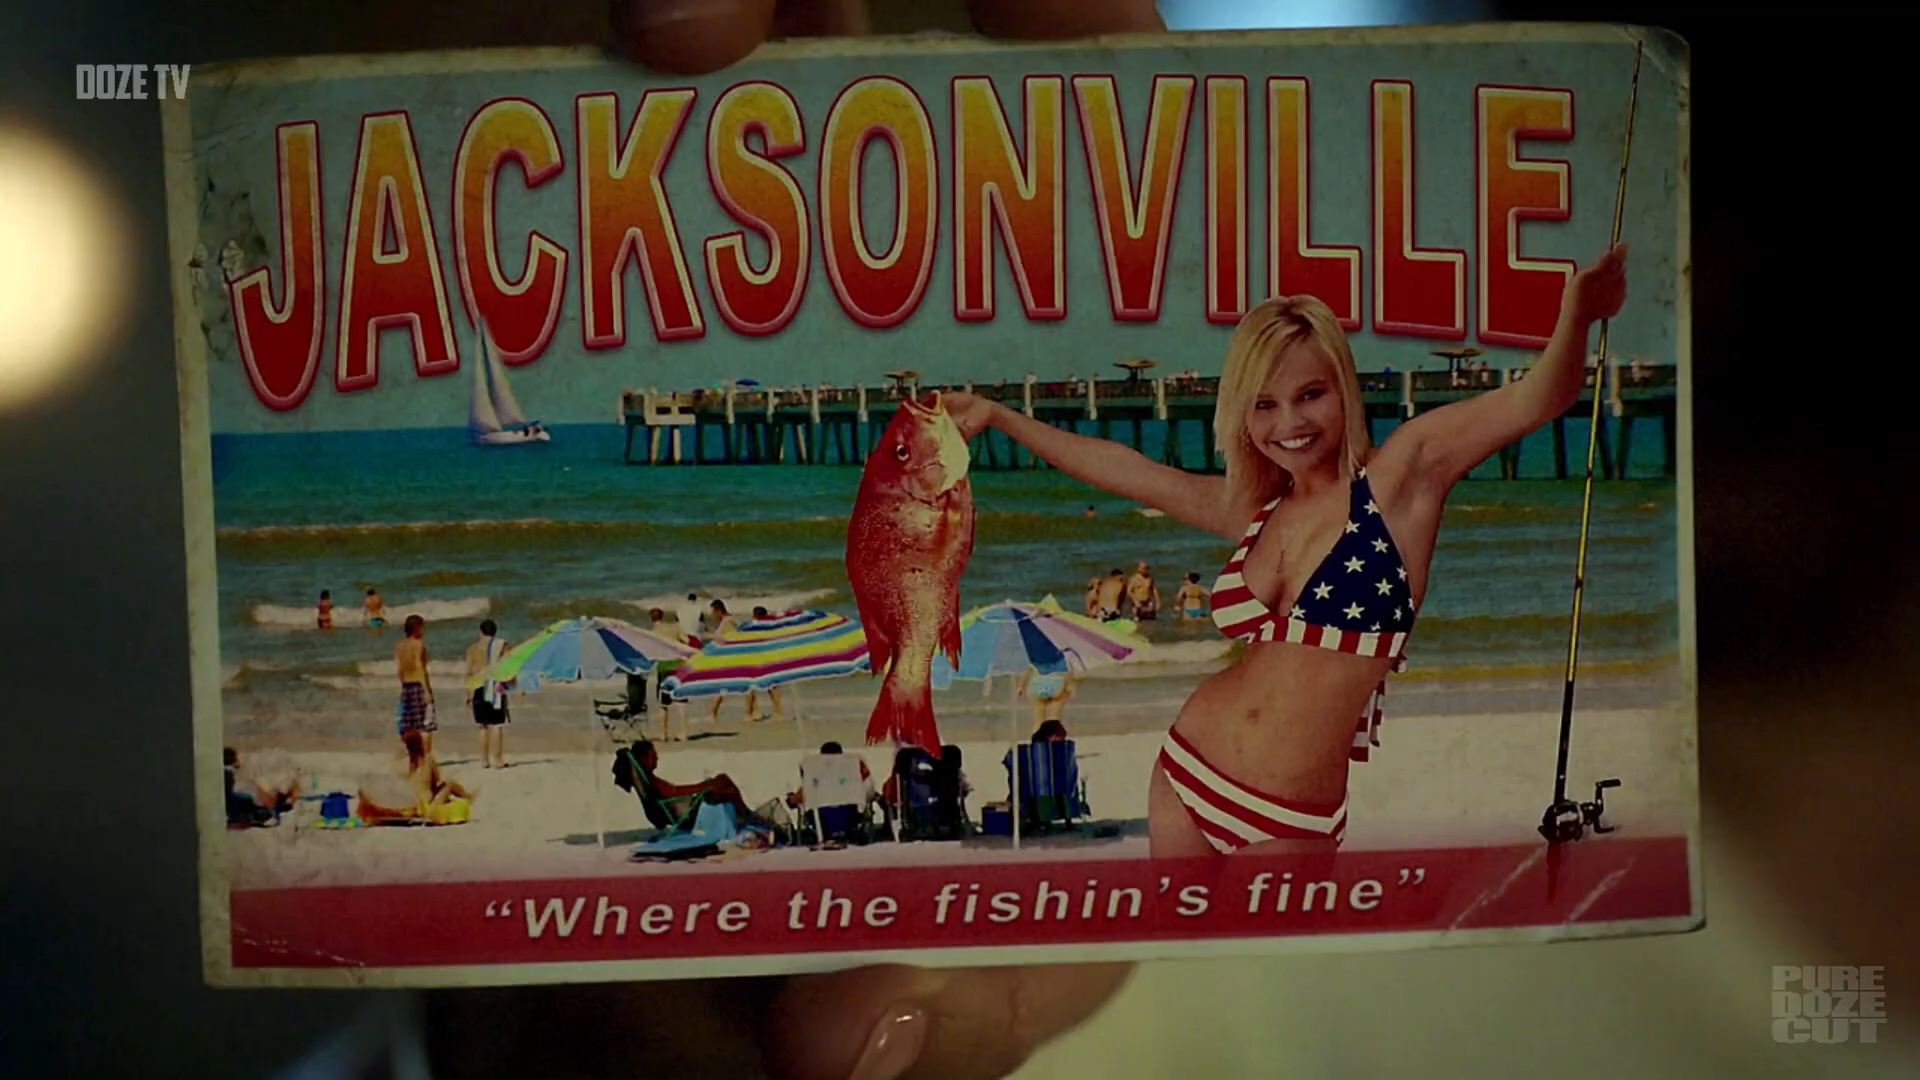 DOZE TV
JACKSONVILLE
“Where the fishin’s fine”
PURE
DOZE
CUT